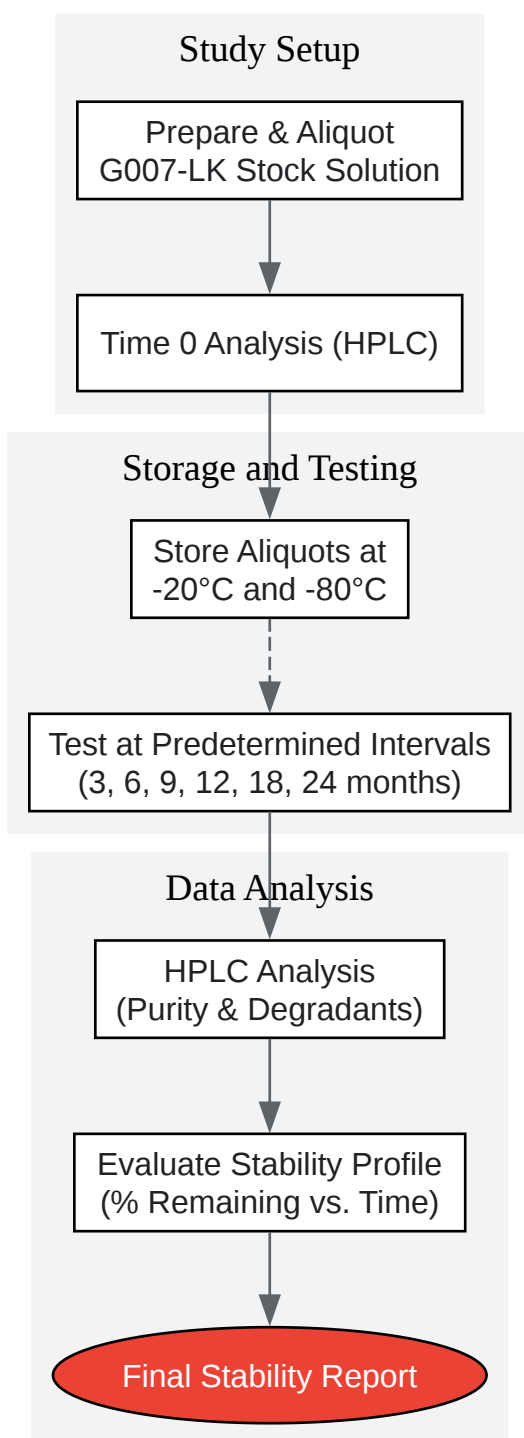 Study Setup
Prepare & Aliquot
G007-LK Stock Solution
Time 0 Analysis (HPLC)
Storage and Testing
Store Aliquots at
-20°C and -80°C
Test at Predetermined Intervals
(3, 6, 9, 12, 18, 24 months)
Data Analysis
HPLC Analysis
(Purity & Degradants)
Evaluate Stability Profile
(% Remaining vs. Time)
Final Stability Report